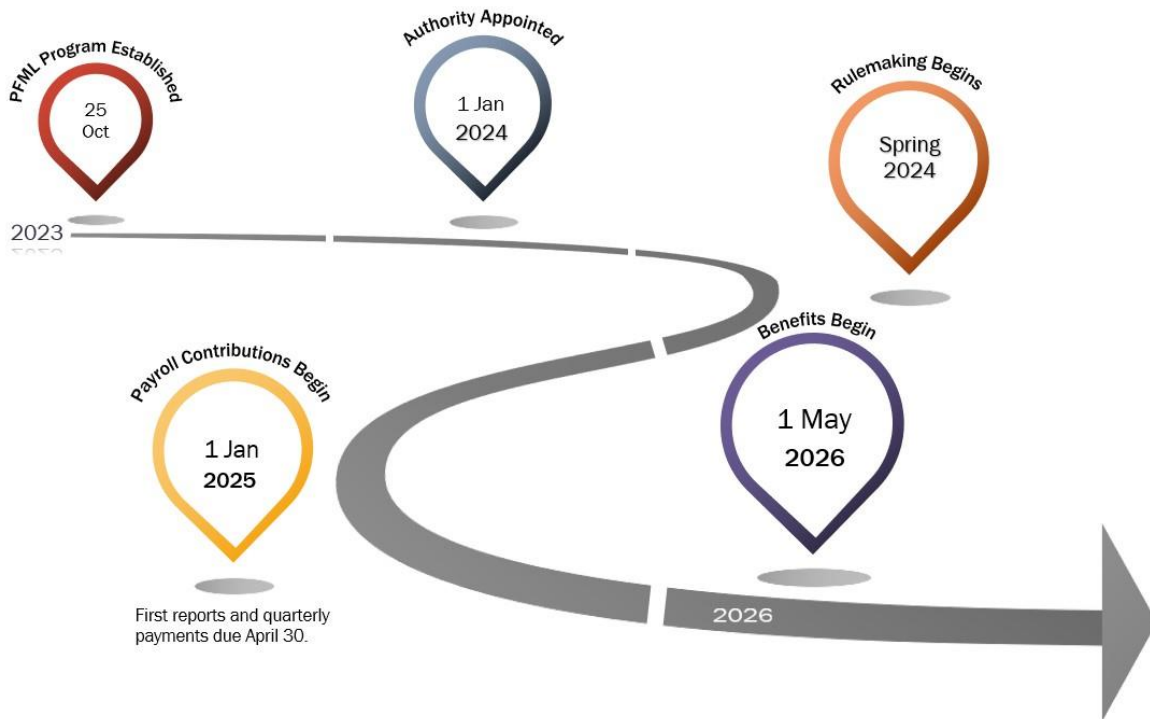 PFML Program Established
25
Oct
Authority Appointed
1 Jan
2024
Rulemaking Begins
Spring
2024
2023
Payroll Contributions Begin
1 Jan
2025
First reports and quarterly
payments due April 30.
Benefits Begin
1 May
2026
2026